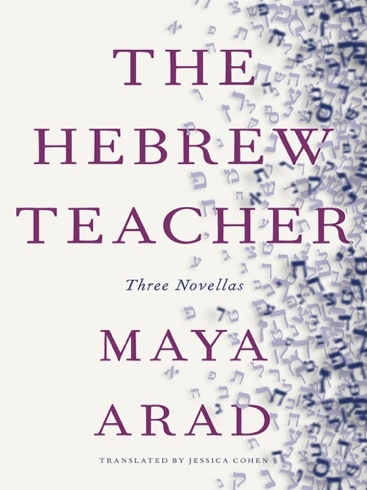 THE
HEBREW
TEACHER
Three Novellas
MAYA
ARAD
TRANSLATED BY JESSICA COHEN